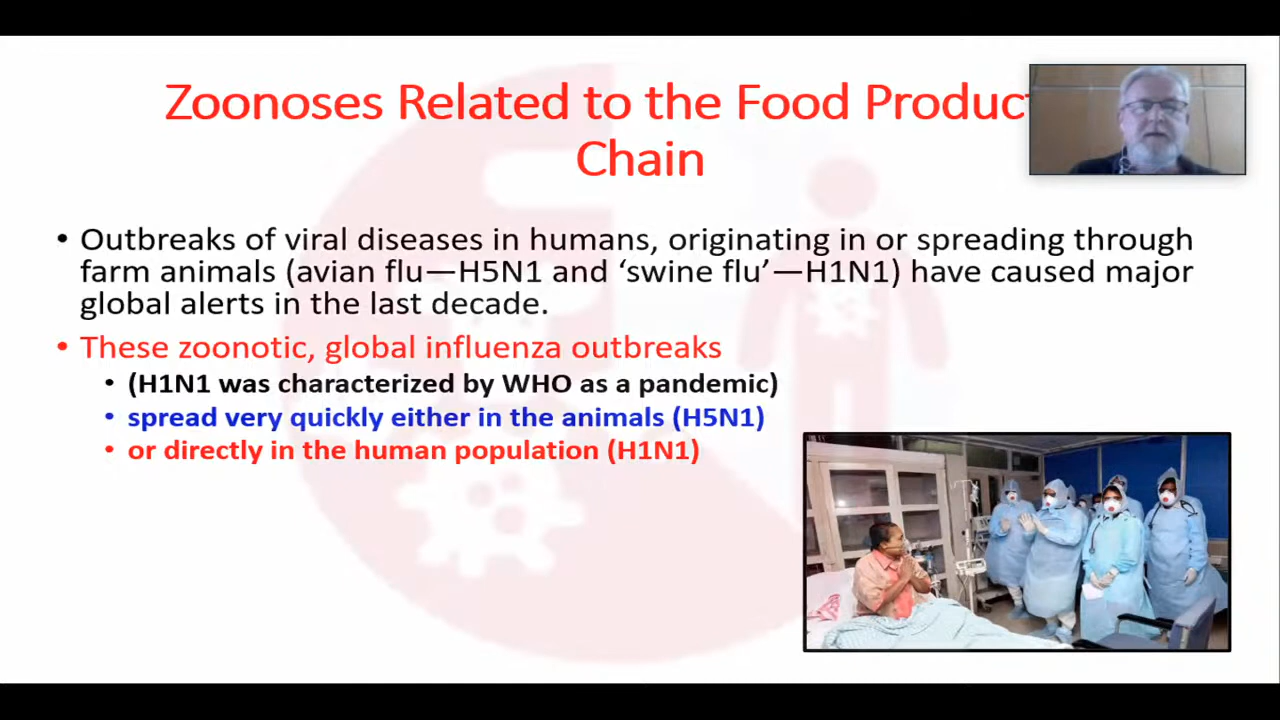 Zoonoses Related to the Food Product
Chain
• Outbreaks of viral diseases in humans, originating in or spreading through
farm animals (avian flu—H5N1 and ‘swine flu’—H1N1) have caused major
global alerts in the last decade.
• These zoonotic, global influenza outbreaks
• (H1N1 was characterized by WHO as a pandemic)
• spread very quickly either in the animals (H5N1)
• or directly in the human population (H1N1)